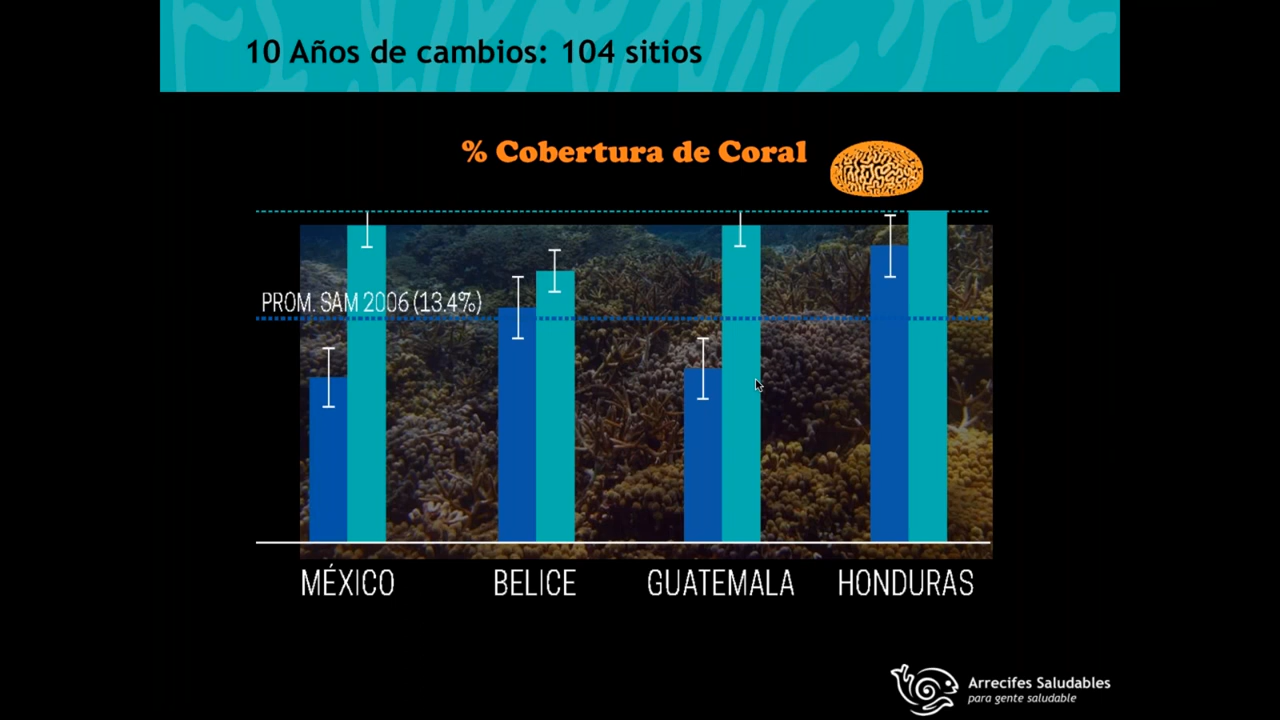 10 Años de cambios: 104 sitios
% Cobertura de Coral
PROM. SAM 2006 (13.4%)
MÉXICO
BELICE
GUATEMALA
HONDURAS
Arrecifes Saludables
para gente saludable